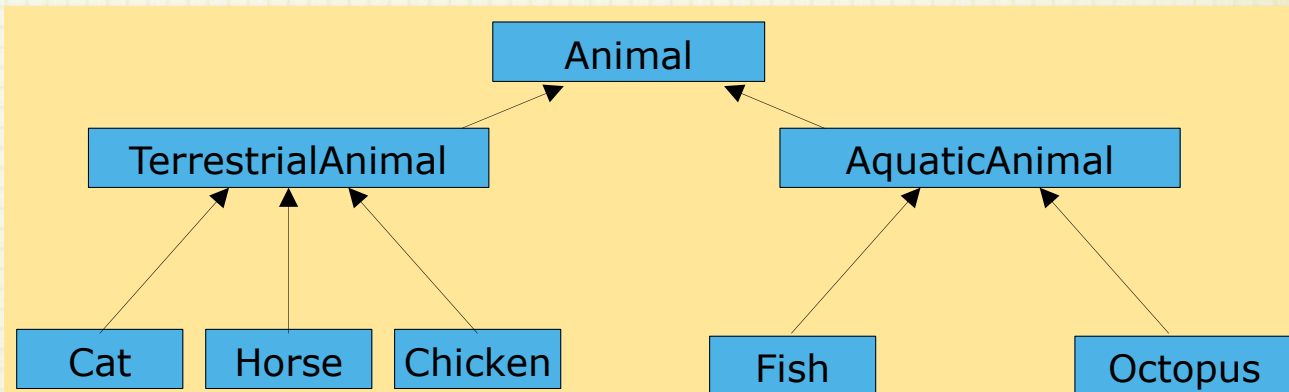 Animal
TerrestrialAnimal
AquaticAnimal
Cat
Horse
Chicken
Fish
Octopus